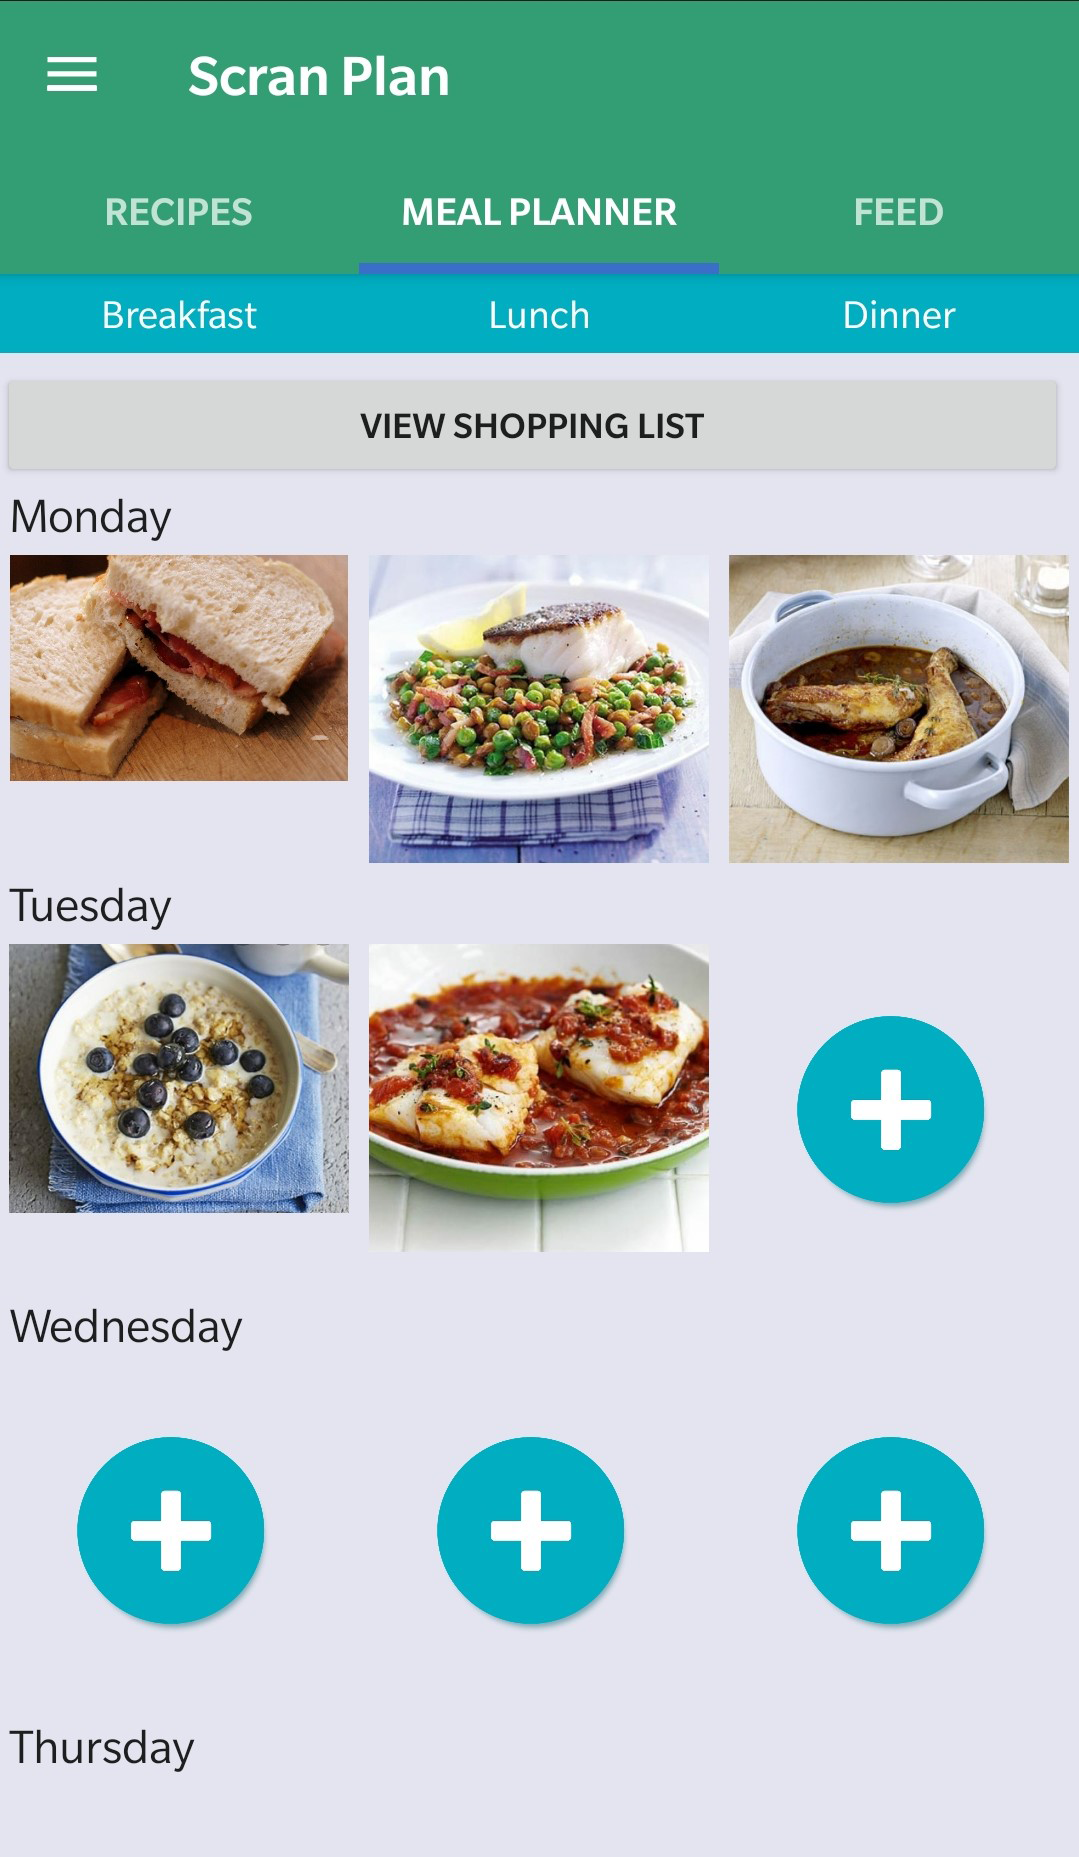 Scran Plan
RECIPES MEAL PLANNER FEED
Breakfast Lunch Dinner
VIEW SHOPPING LIST
Monday
Tuesday
Wednesday
Thursday